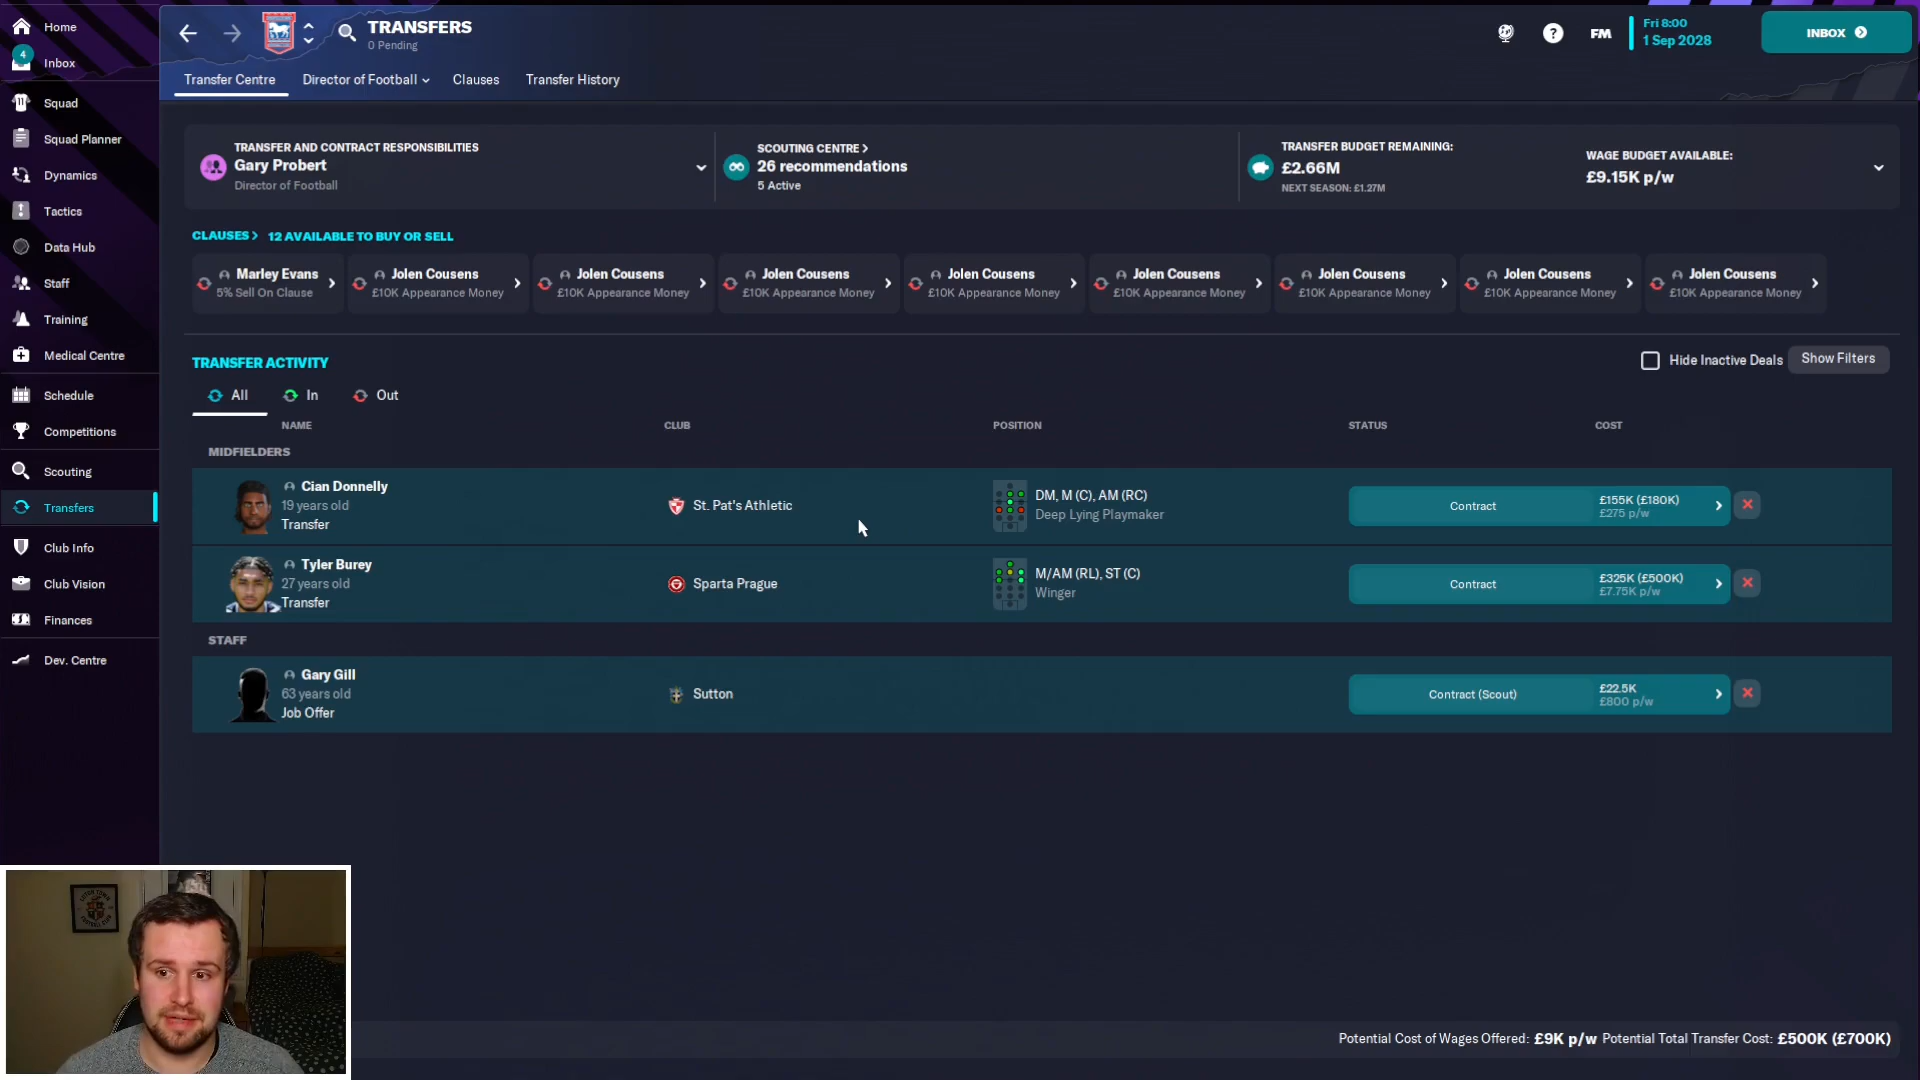 Home
4
Inbox
Squad
Squad Planner
Dynamics
Tactics
Data Hub
Staff
Training
Medical Centre
Schedule
Competitions
Scouting
Transfers
Club Info
Club Vision
Finances
Dev. Centre
TRANSFERS
0 Pending
?
FM
Fri 8:00
1 Sep 2028
INBOX
Transfer Centre
Director of Football
Clauses
Transfer History
TRANSFER AND CONTRACT RESPONSIBILITIES
Gary Probert
Director of Football
SCOUTING CENTRE >
26 recommendations
5 Active
TRANSFER BUDGET REMAINING:
£2.66M
NEXT SEASON: £1.27M
WAGE BUDGET AVAILABLE:
£9.15K p/w
CLAUSES > 12 AVAILABLE TO BUY OR SELL
Marley Evans
5% Sell On Clause
Jolen Cousens
£10K Appearance Money
Jolen Cousens
£10K Appearance Money
Jolen Cousens
£10K Appearance Money
Jolen Cousens
£10K Appearance Money
Jolen Cousens
£10K Appearance Money
Jolen Cousens
£10K Appearance Money
Jolen Cousens
£10K Appearance Money
Jolen Cousens
£10K Appearance Money
TRANSFER ACTIVITY
Hide Inactive Deals
Show Filters
All
In
Out
NAME CLUB POSITION STATUS COST
MIDFIELDERS
Cian Donnelly
19 years old
Transfer
St. Pat's Athletic
DM, M (C), AM (RC)
Deep Lying Playmaker
Contract
£155K (£180K)
£275 p/w
Tyler Burey
27 years old
Transfer
Sparta Prague
M/AM (RL), ST (C)
Winger
Contract
£325K (£500K)
£7.75K p/w
STAFF
Gary Gill
63 years old
Job Offer
Sutton
Contract (Scout)
£22.5K
£800 p/w
Potential Cost of Wages Offered: £9K p/w Potential Total Transfer Cost: £500K (£700K)